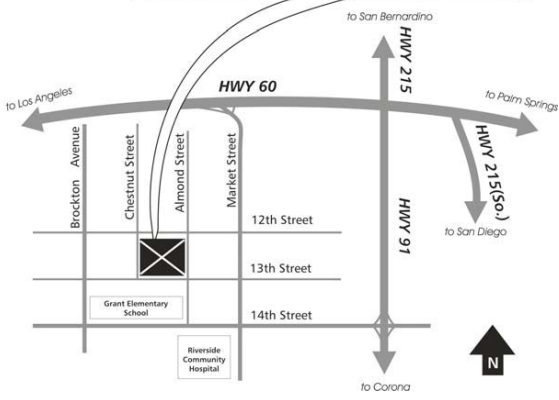 to San Bernardino
HWY 215
HWY 60
to Los Angeles
to Palm Springs
Brockton Avenue
Chestnut Street
Almond Street
Market Street
HWY 215(So.)
12th Street
HWY 91
to San Diego
13th Street
Grant Elementary
School
14th Street
Riverside
Community
Hospital
N
to Corona